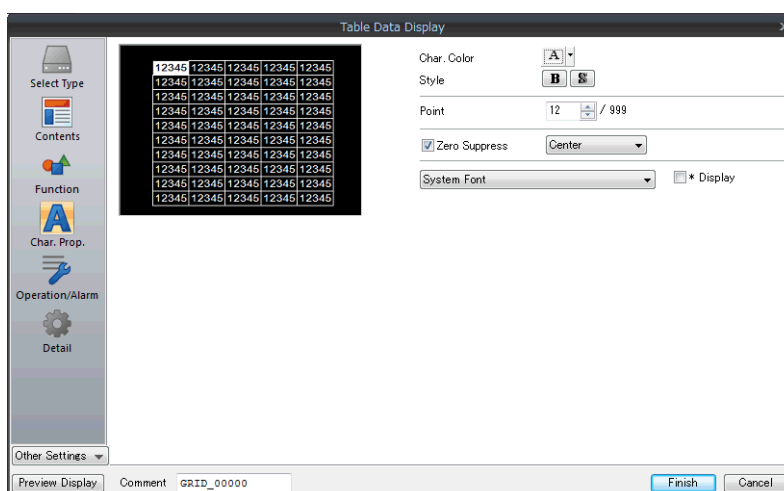 Table Data Display
Select Type
Contents
Function
Char. Prop.
Operation/Alarm
Detail
Other Settings
Preview Display
12345 12345 12345 12345 12345
12345 12345 12345 12345 12345
12345 12345 12345 12345 12345
12345 12345 12345 12345 12345
12345 12345 12345 12345 12345
12345 12345 12345 12345 12345
12345 12345 12345 12345 12345
12345 12345 12345 12345 12345
12345 12345 12345 12345 12345
12345 12345 12345 12345 12345
Char. Color A
Style B S
Point 12 / 999
Zero Suppress Center
System Font * Display
Comment GRID_00000
Finish Cancel